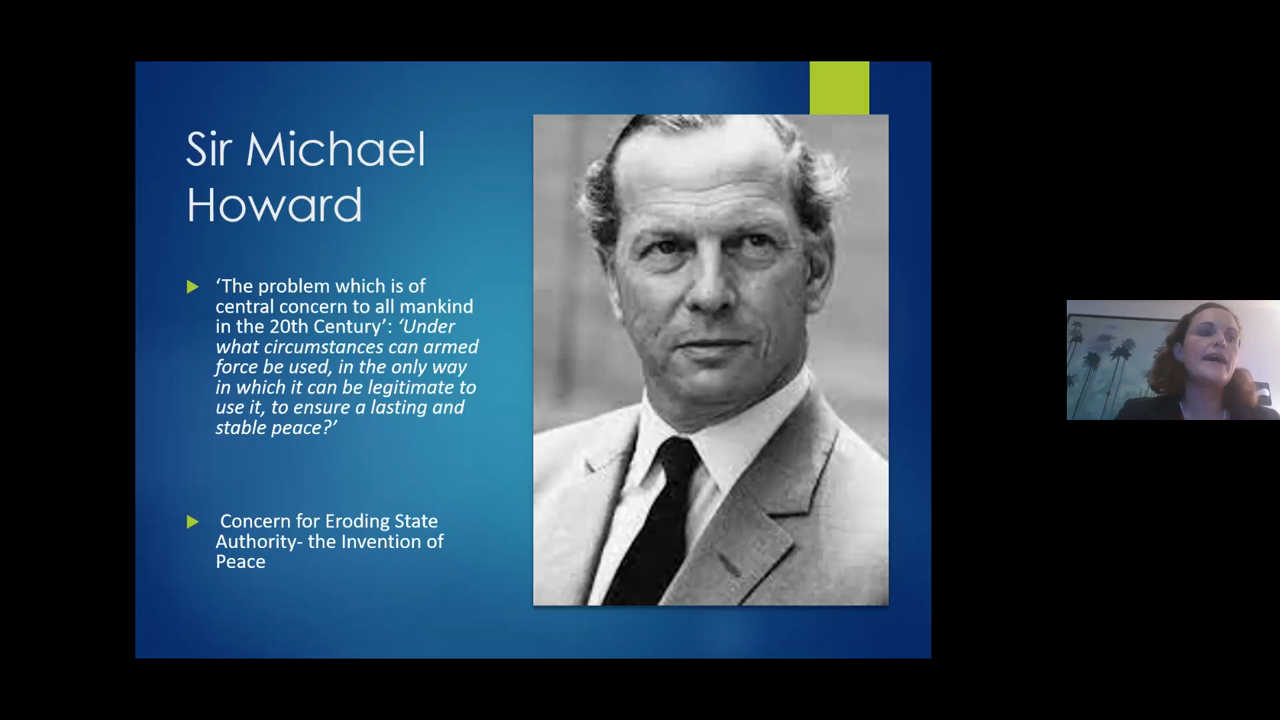 Sir Michael
Howard
‘The problem which is of
central concern to all mankind
in the 20th Century’: ‘Under
what circumstances can armed
force be used, in the only way
in which it can be legitimate to
use it, to ensure a lasting and
stable peace?’
Concern for Eroding State
Authority- the Invention of
Peace